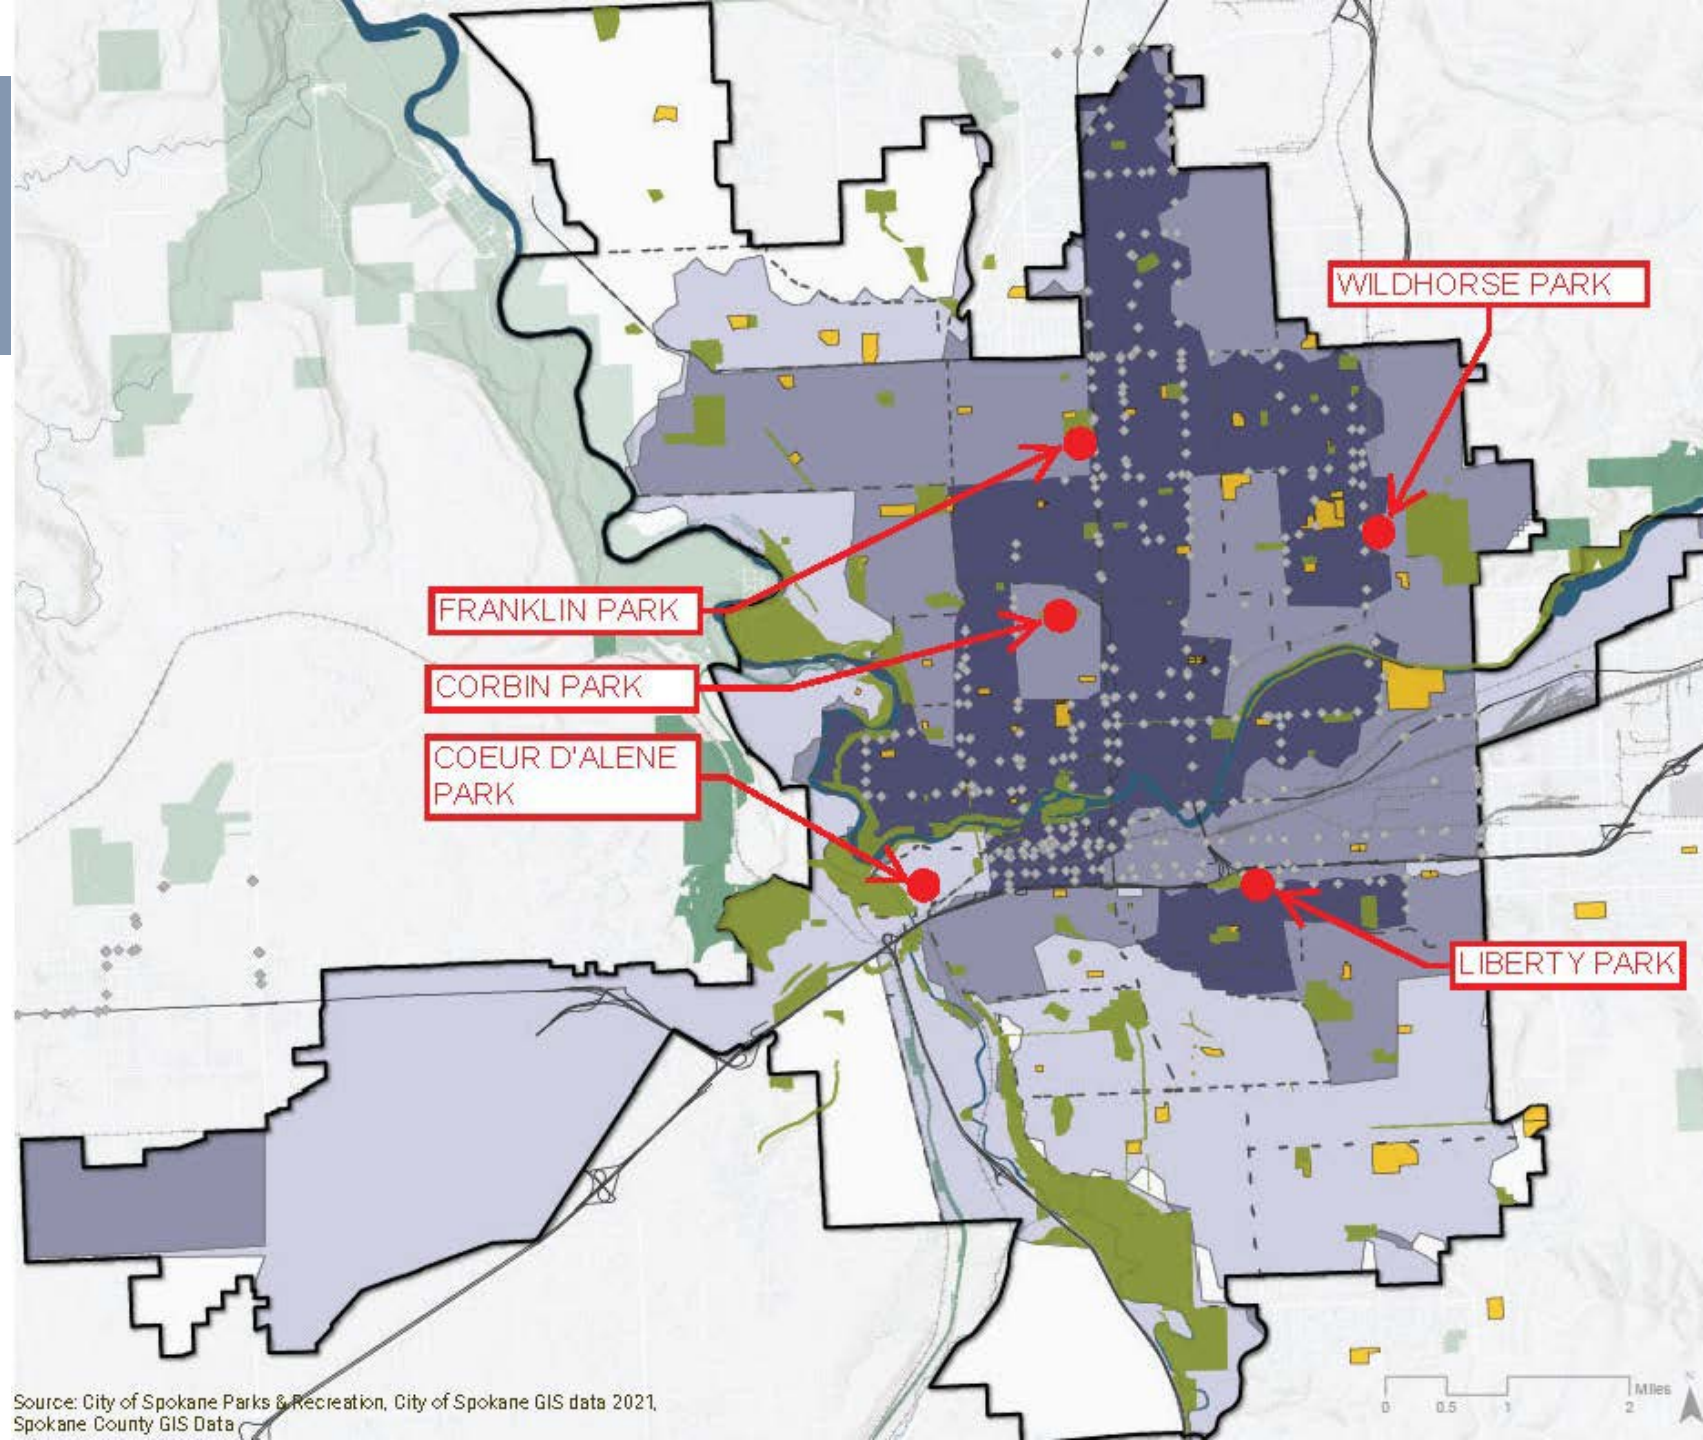 WILDHORSE PARK
FRANKLIN PARK
CORBIN PARK
COEUR D'ALENE
PARK
LIBERTY PARK
Source: City of Spokane Parks & Recreation, City of Spokane GIS data 2021,
Spokane County GIS Data
Miles
0 0.5 1 2
N